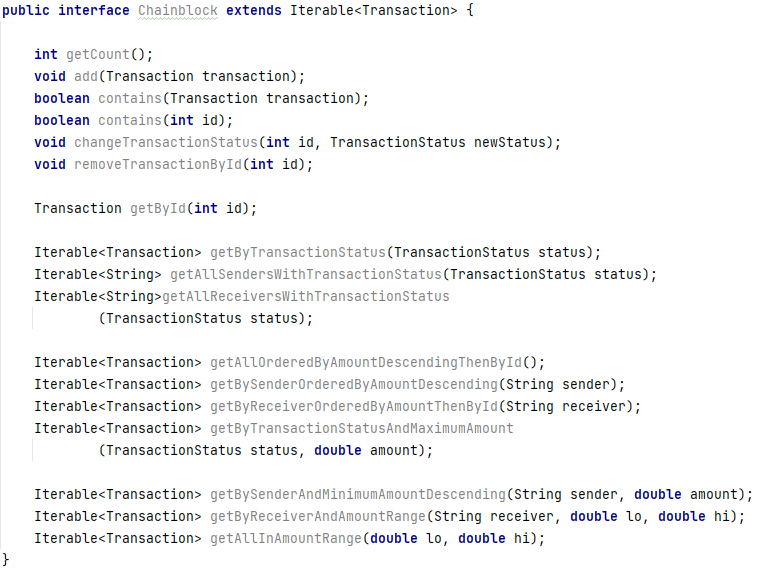 public interface Chainblock extends Iterable<Transaction> {
int getCount();
void add(Transaction transaction);
boolean contains(Transaction transaction);
boolean contains(int id);
void changeTransactionStatus(int id, TransactionStatus newStatus);
void removeTransactionById(int id);
Transaction getById(int id);
Iterable<Transaction> getByTransactionStatus(TransactionStatus status);
Iterable<String> getAllSendersWithTransactionStatus(TransactionStatus status);
Iterable<String>getAllReceiversWithTransactionStatus
(TransactionStatus status);
Iterable<Transaction> getAllOrderedByAmountDescendingThenById();
Iterable<Transaction> getBySenderOrderedByAmountDescending(String sender);
Iterable<Transaction> getByReceiverOrderedByAmountThenById(String receiver);
Iterable<Transaction> getByTransactionStatusAndMaximumAmount
(TransactionStatus status, double amount);
Iterable<Transaction> getBySenderAndMinimumAmountDescending(String sender, double amount);
Iterable<Transaction> getByReceiverAndAmountRange(String receiver, double lo, double hi);
Iterable<Transaction> getAllInAmountRange(double lo, double hi);
}